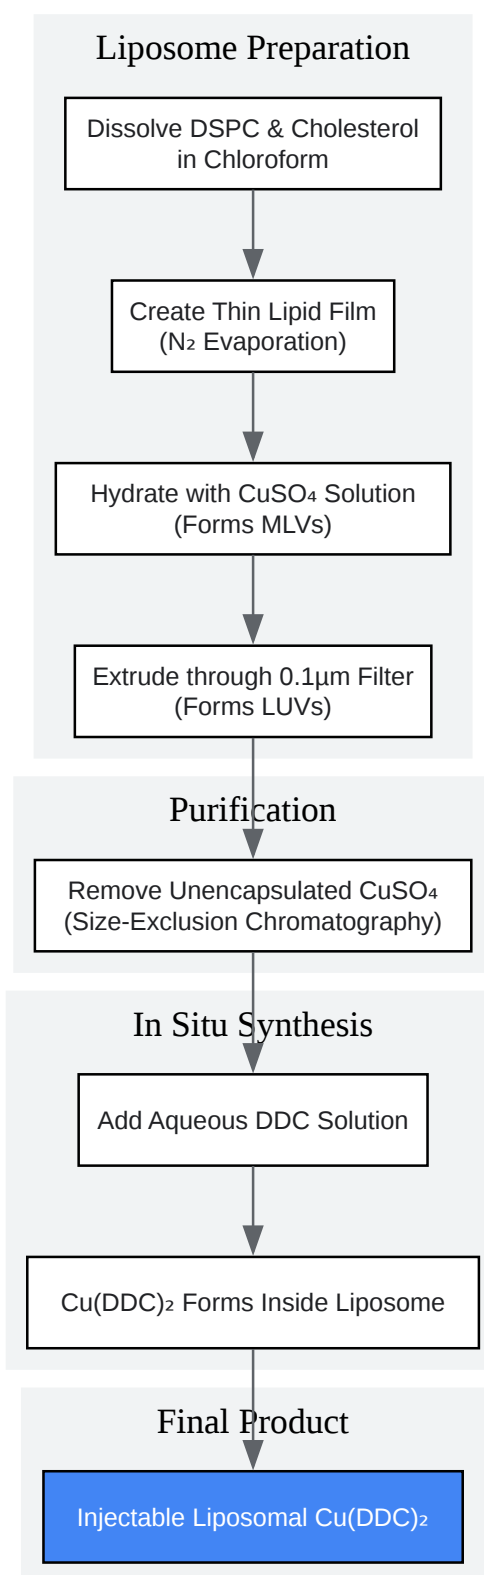 Liposome Preparation
Dissolve DSPC & Cholesterol
in Chloroform
Create Thin Lipid Film
(N₂ Evaporation)
Hydrate with CuSO₄ Solution
(Forms MLVs)
Extrude through 0.1µm Filter
(Forms LUVs)
Purification
Remove Unencapsulated CuSO₄
(Size-Exclusion Chromatography)
In Situ Synthesis
Add Aqueous DDC Solution
Cu(DDC)₂ Forms Inside Liposome
Final Product
Injectable Liposomal Cu(DDC)₂